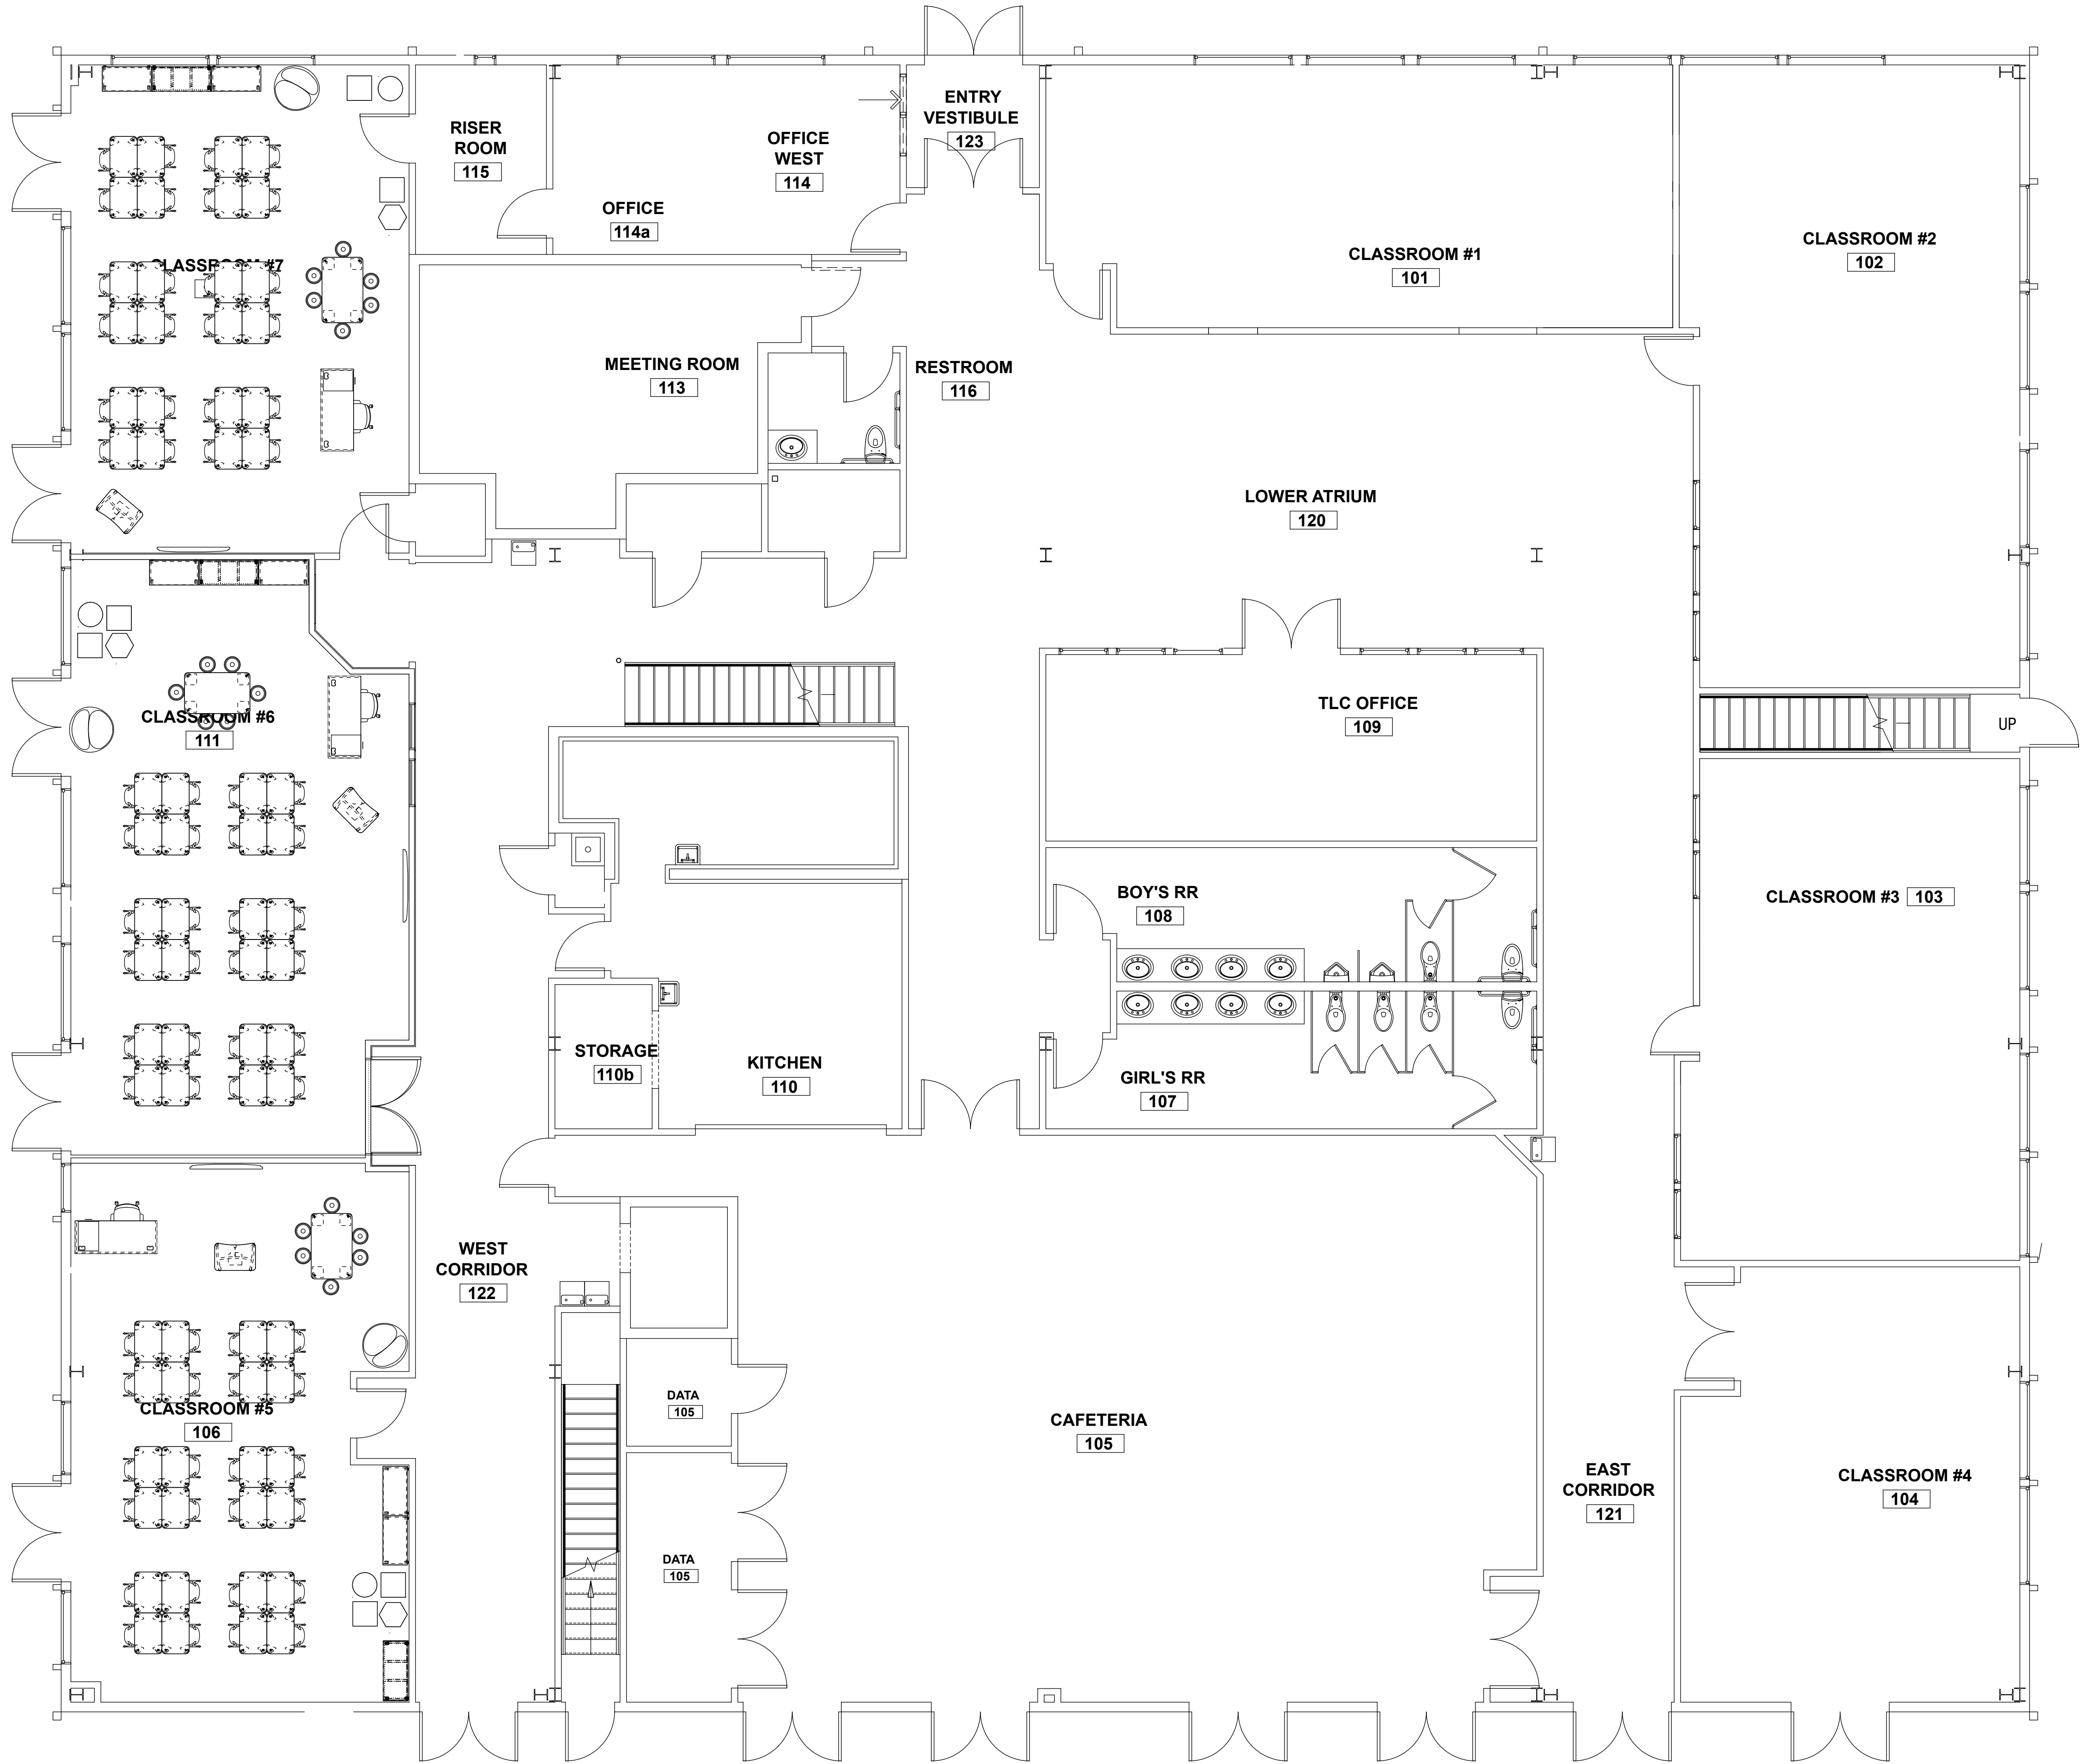 ENTRY
VESTIBULE
123
RISER
ROOM
115
OFFICE
WEST
114
OFFICE
114a
CLASSROOM #1
101
CLASSROOM #2
102
CLASSROOM #7
MEETING ROOM
113
RESTROOM
116
LOWER ATRIUM
120
CLASSROOM #6
111
TLC OFFICE
109
UP
BOY'S RR
108
CLASSROOM #3 103
STORAGE
110b
KITCHEN
110
GIRL'S RR
107
WEST
CORRIDOR
122
DATA
105
CLASSROOM #5
106
CAFETERIA
105
EAST
CORRIDOR
121
CLASSROOM #4
104
DATA
105